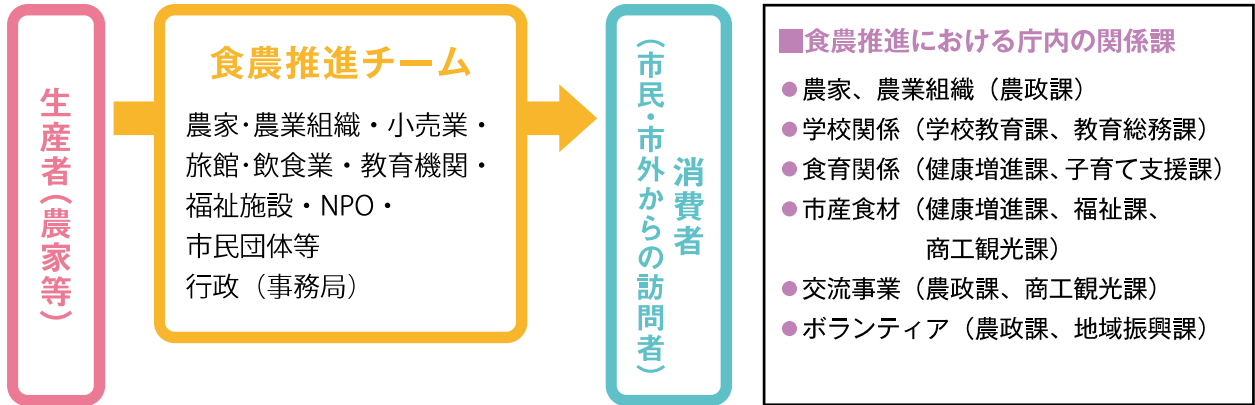 生産者（農家等）
食農推進チーム
農家・農業組織・小売業・
旅館・飲食業・教育機関・
福祉施設・NPO・
市民団体等
行政（事務局）
消費者
（市民・市外からの訪問者）
■食農推進における庁内の関係課
●農家、農業組織（農政課）
●学校関係（学校教育課、教育総務課）
●食育関係（健康増進課、子育て支援課）
●市産食材（健康増進課、福祉課、
商工観光課）
●交流事業（農政課、商工観光課）
●ボランティア（農政課、地域振興課）